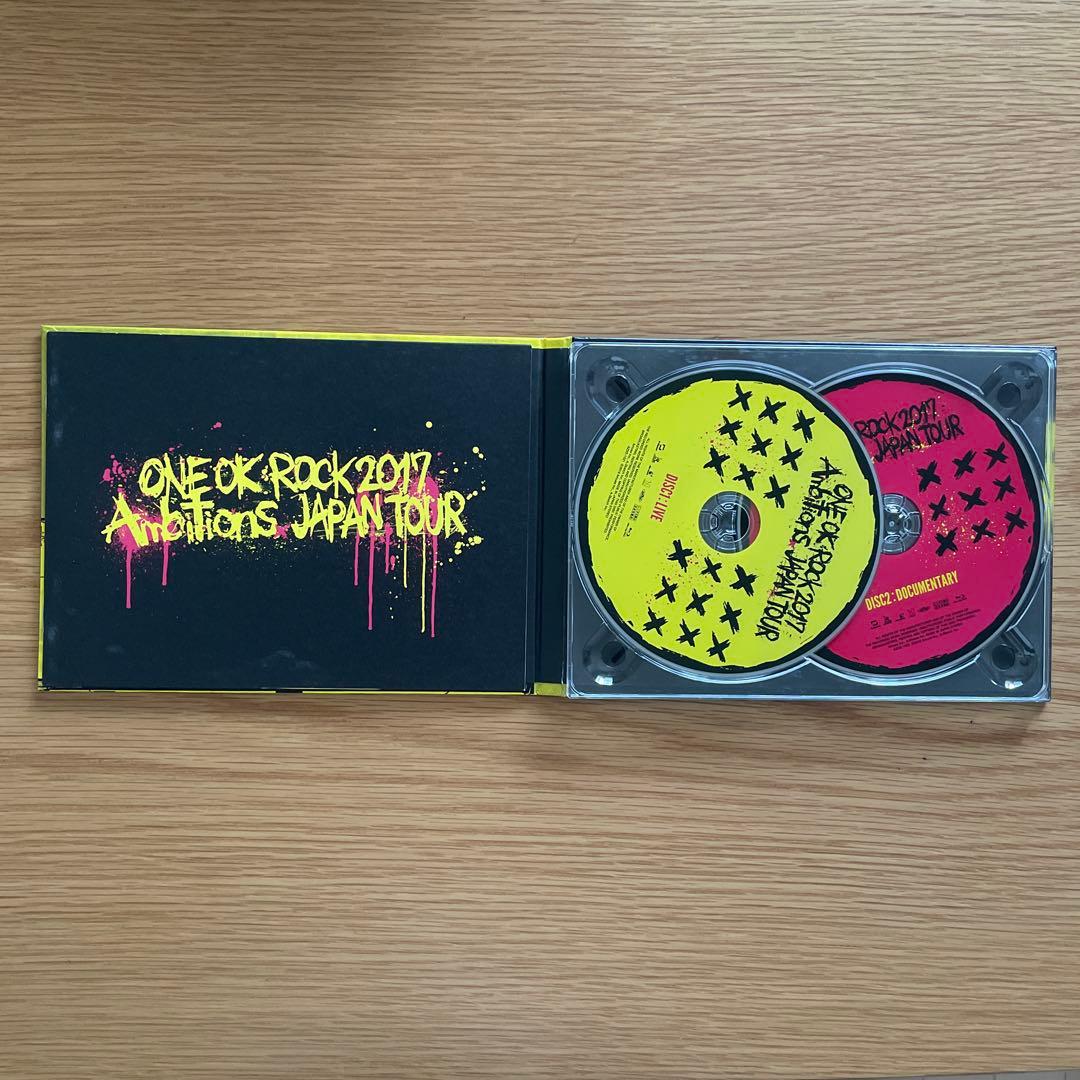 ONE OK ROCK 2017
Ambitions JAPAN TOUR
DISC1: LIVE
ONE OK ROCK 2017
Ambitions JAPAN TOUR
ROCK 2017
JAPAN TOUR
DISC2: DOCUMENTARY